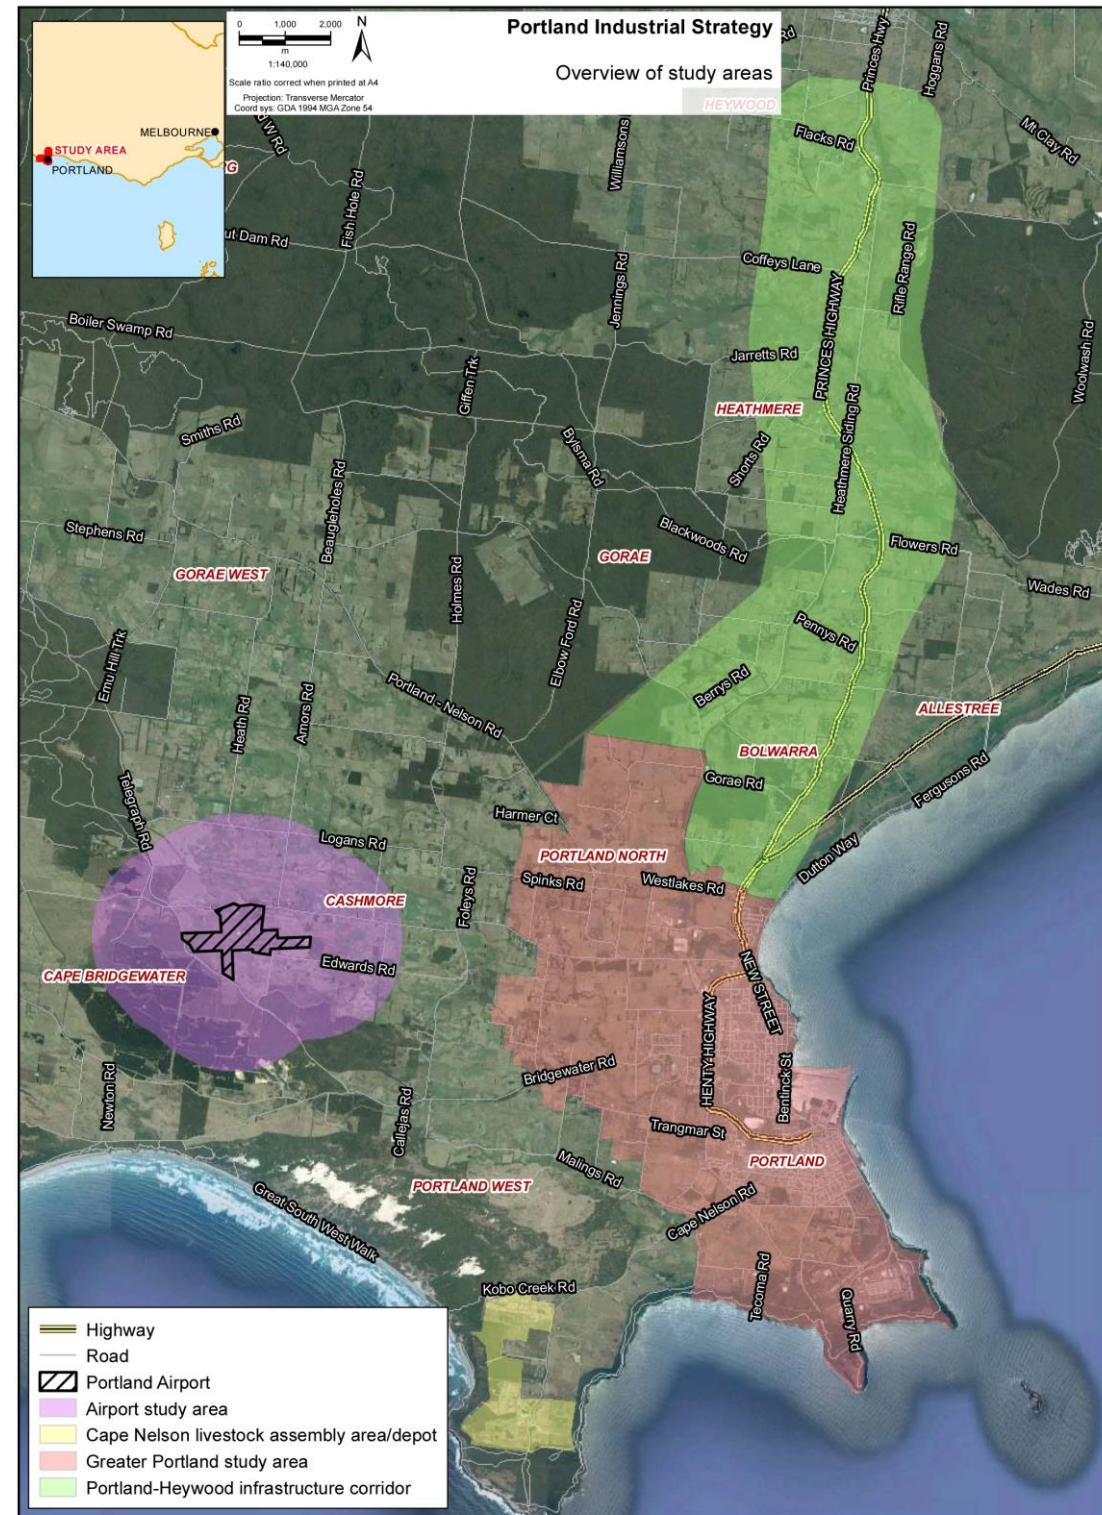 Portland Industrial Strategy
Overview of study areas
0 1,000 2,000
m
1:140,000
Scale ratio correct when printed at A4
Projection: Transverse Mercator
Coord sys: GDA 1994 MGA Zone 54
N
MELBOURNE
STUDY AREA
PORTLAND
Rd
Princes Hwy
Hoggans Rd
HEYWOOD
Flacks Rd
Mt Clay Rd
d W Rd
G
Williamsons
Fish Hole Rd
ut Dam Rd
Coffeys Lane
Rifle Range Rd
Jennings Rd
PRINCES HIGHWAY
Boiler Swamp Rd
Jarretts Rd
Woolwash Rd
Giffen Trk
HEATHMERE
Smiths Rd
Bylsma Rd
Shorts Rd
Heathmere Siding Rd
Beaugleholes Rd
Stephens Rd
Blackwoods Rd
Flowers Rd
GORAE
GORAE WEST
Holmes Rd
Wades Rd
Elbow Ford Rd
Pennys Rd
Emu Hill Trk
Berrys Rd
Portland - Nelson Rd
Heath Rd
Amors Rd
ALLESTREE
BOLWARRA
Gorae Rd
Fergusons Rd
Telegraph Rd
Harmer Ct
Logans Rd
PORTLAND NORTH
Dutton Way
Spinks Rd
Westlakes Rd
Foleys Rd
CASHMORE
Edwards Rd
CAPE BRIDGEWATER
NEW STREET
HENTY HIGHWAY
Bridgewater Rd
Bentinck St
Newton Rd
Callejas Rd
Trangmar St
PORTLAND
Malings Rd
PORTLAND WEST
Great South West Walk
Cape Nelson Rd
Kobo Creek Rd
Tecoma Rd
Quarry Rd
Highway
Road
Portland Airport
Airport study area
Cape Nelson livestock assembly area/depot
Greater Portland study area
Portland-Heywood infrastructure corridor